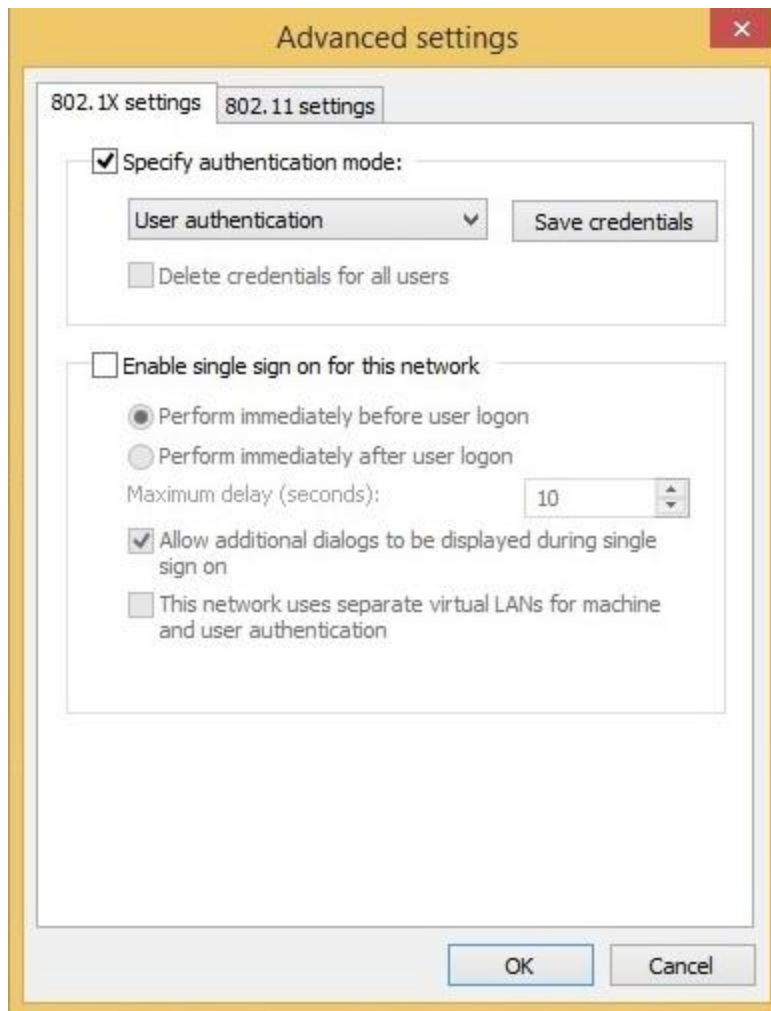 Advanced settings
802.1X settings
802.11 settings
Specify authentication mode:
User authentication
Save credentials
Delete credentials for all users
Enable single sign on for this network
Perform immediately before user logon
Perform immediately after user logon
Maximum delay (seconds):
10
Allow additional dialogs to be displayed during single
sign on
This network uses separate virtual LANs for machine
and user authentication
OK
Cancel